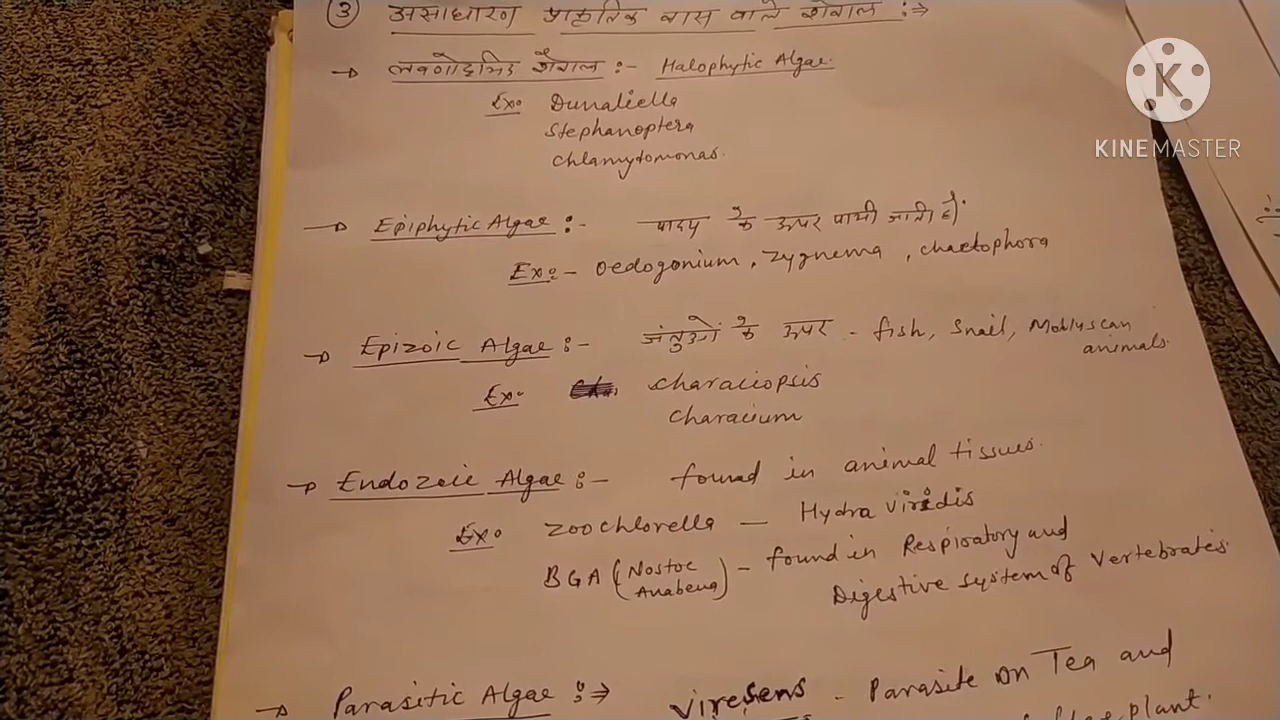 ③ असाधारण प्राकृतिक वास वाले शैवाल :⇒
→ लवणोद्भिद शैवाल :- Halophytic Algae.
Ex: Dunaliella
Stephanoptera
Chlamydomonas.
→ Epiphytic Algae :- पादप के ऊपर पायी जाती है।
Ex: - Oedogonium, Zygnema, Chaetophora
→ Epizoic Algae :- जंतुओं के ऊपर - fish, Snail, Molluscan animals.
Ex: Characiopsis
Characium
→ Endozoic Algae :- found in animal tissues.
Ex: Zoochlorella — Hydra viridis
BGA (Nostoc Anabena) - found in Respiratory and
Digestive system of Vertebrates.
→ Parasitic Algae :⇒ viresens - Parasite on Tea and
plant.
K
KINEMASTER